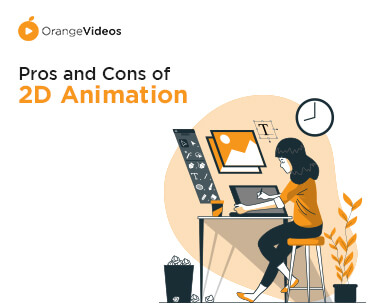 OrangeVideos
Pros and Cons of
2D Animation
T
T